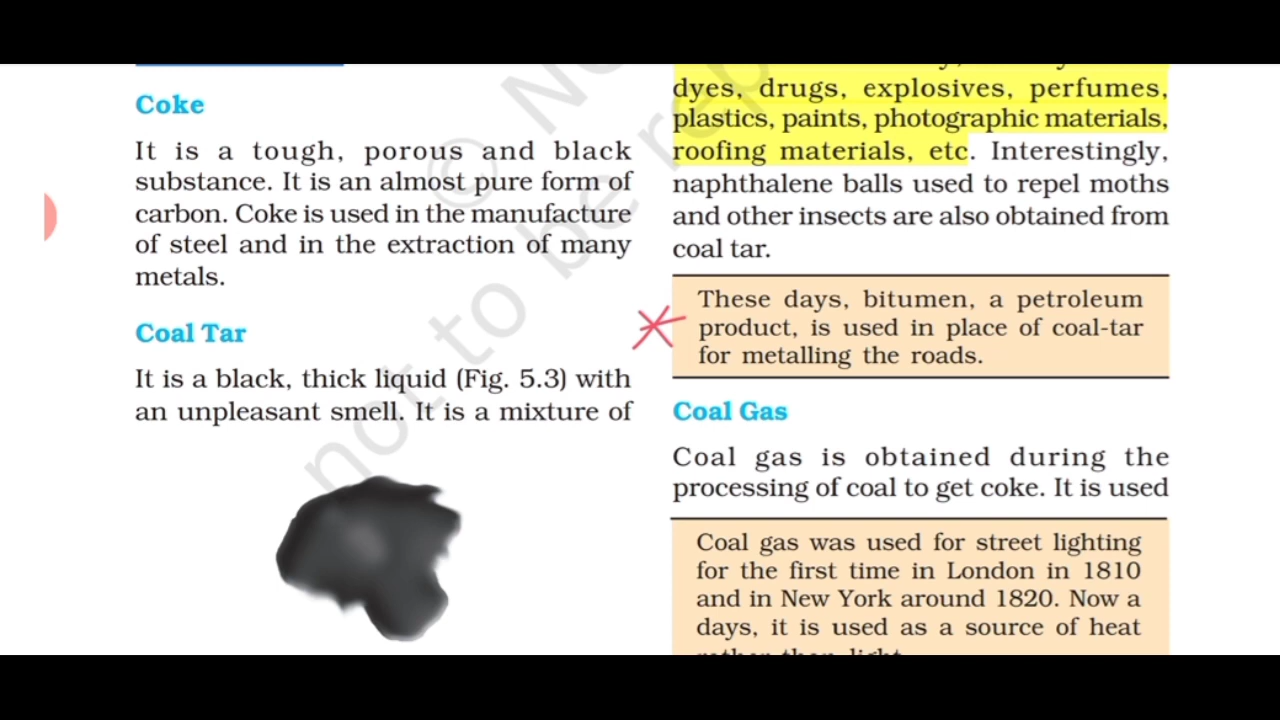 Coke
It is a tough, porous and black
substance. It is an almost pure form of
carbon. Coke is used in the manufacture
of steel and in the extraction of many
metals.
Coal Tar
It is a black, thick liquid (Fig. 5.3) with
an unpleasant smell. It is a mixture of
dyes, drugs, explosives, perfumes,
plastics, paints, photographic materials,
roofing materials, etc. Interestingly,
naphthalene balls used to repel moths
and other insects are also obtained from
coal tar.
These days, bitumen, a petroleum
product, is used in place of coal-tar
for metalling the roads.
Coal Gas
Coal gas is obtained during the
processing of coal to get coke. It is used
Coal gas was used for street lighting
for the first time in London in 1810
and in New York around 1820. Now a
days, it is used as a source of heat
rather than light.
© N
not to be rep